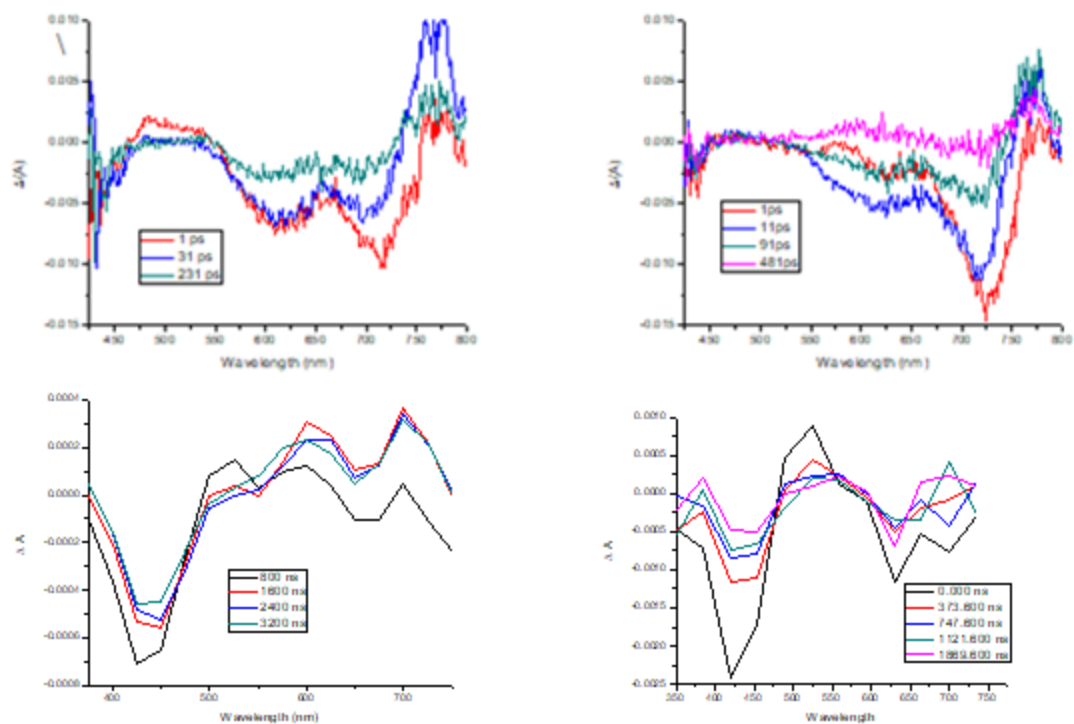 \
0.010
0.005
0.000
-0.005
-0.010
-0.015
Δ(A)
1 ps
31 ps
231 ps
450 500 550 600 650 700 750 800
Wavelength (nm)
0.010
0.005
0.000
-0.005
-0.010
-0.015
Δ(A)
1ps
11ps
91ps
481ps
450 500 550 600 650 700 750 800
Wavelength (nm)
0.0004
0.0002
0.0000
-0.0002
-0.0004
-0.0006
-0.0008
Δ A
800 ns
1600 ns
2400 ns
3200 ns
400 500 600 700
Wavelength (nm)
0.0010
0.0005
0.0000
-0.0005
-0.0010
-0.0015
-0.0020
-0.0025
Δ A
0.000 ns
373.600 ns
747.600 ns
1121.600 ns
1869.600 ns
350 400 450 500 550 600 650 700 750
Wavelength (nm)